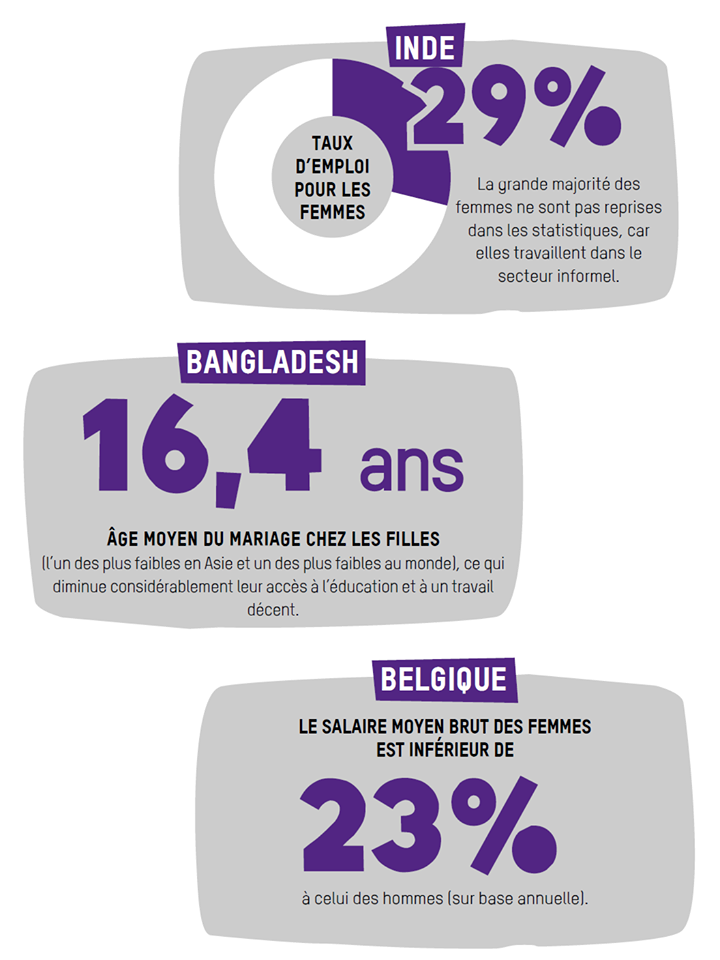 INDE
29%
TAUX
D'EMPLOI
POUR LES
FEMMES
La grande majorité des
femmes ne sont pas reprises
dans les statistiques, car
elles travaillent dans le
secteur informel.
BANGLADESH
16,4 ans
ÂGE MOYEN DU MARIAGE CHEZ LES FILLES
(l'un des plus faibles en Asie et un des plus faibles au monde), ce qui
diminue considérablement leur accès à l'éducation et à un travail
décent.
BELGIQUE
LE SALAIRE MOYEN BRUT DES FEMMES
EST INFÉRIEUR DE
23%
à celui des hommes (sur base annuelle).